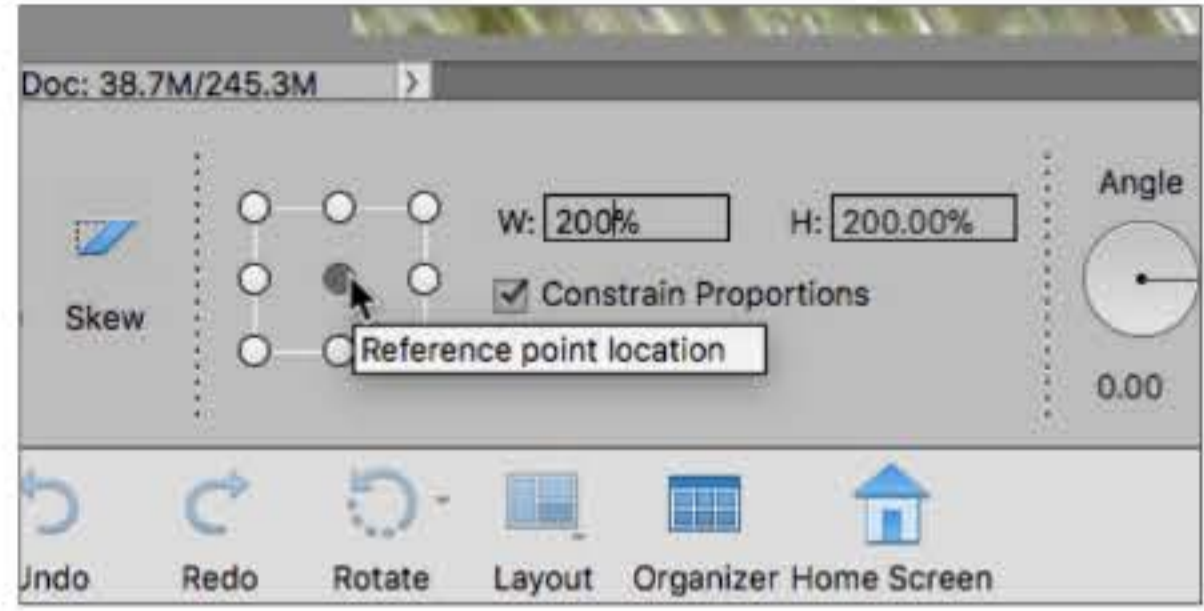 Doc: 38.7M/245.3M >
Angle
W: 200% H: 200.00%
Constrain Proportions
Skew
Reference point location
0.00
Undo Redo Rotate Layout Organizer Home Screen